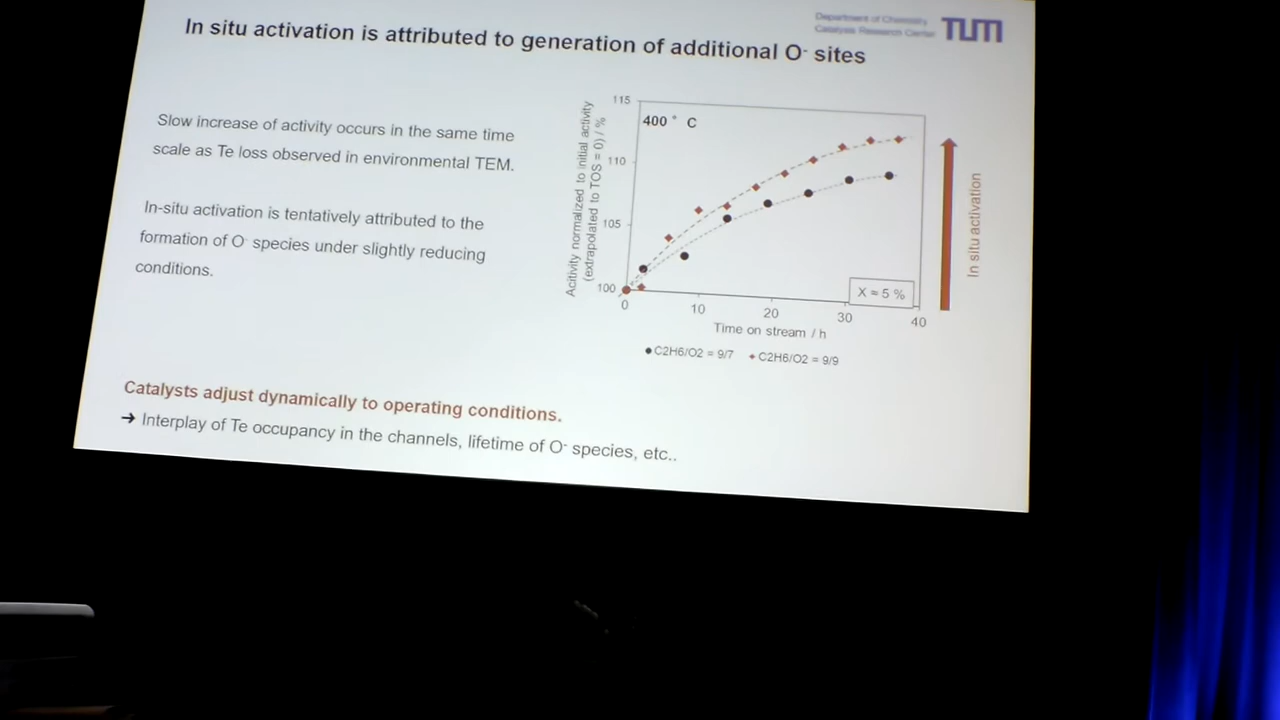 Department of Chemistry
Catalysis Research Center
TUM
In situ activation is attributed to generation of additional O- sites
Slow increase of activity occurs in the same time
scale as Te loss observed in environmental TEM.
In-situ activation is tentatively attributed to the
formation of O- species under slightly reducing
conditions.
Acitivity normalized to initial activity
(extrapolated to TOS = 0) / %
115
110
105
100
400 ° C
X ≈ 5 %
0
10
20
30
40
Time on stream / h
C2H6/O2 = 9/7
C2H6/O2 = 9/9
In situ activation
Catalysts adjust dynamically to operating conditions.
➔ Interplay of Te occupancy in the channels, lifetime of O- species, etc..